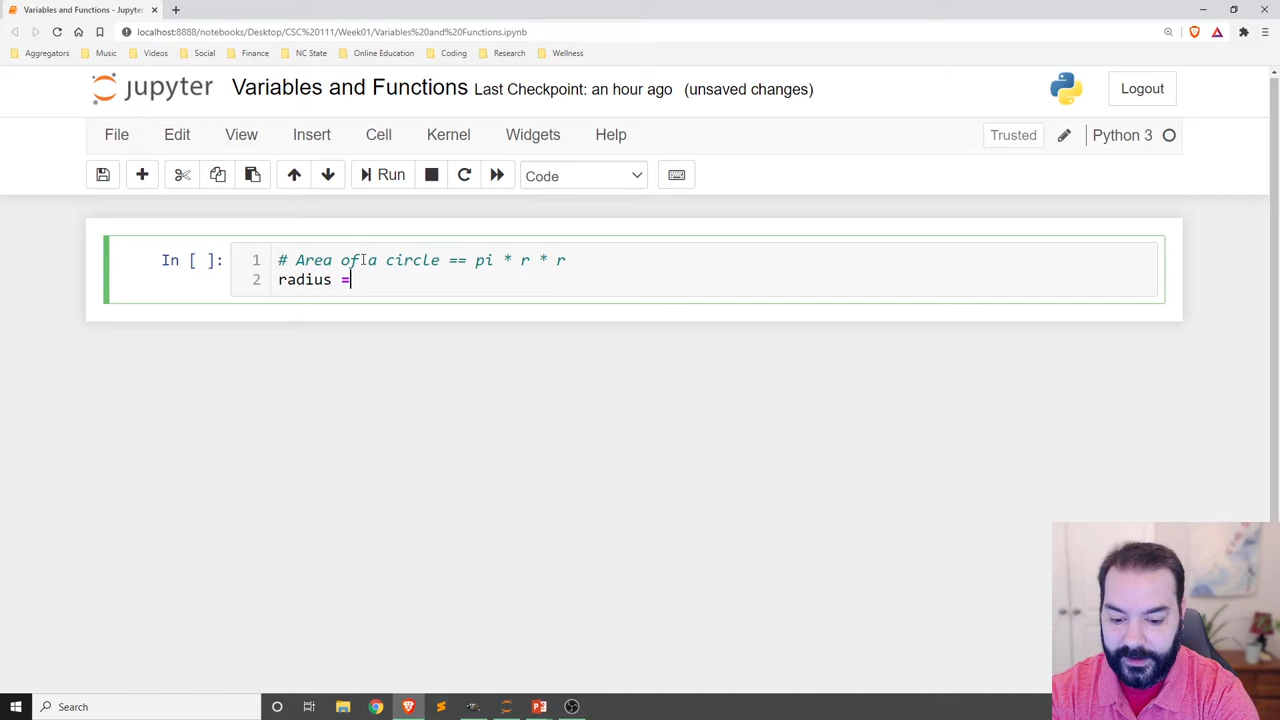 Variables and Functions - Jupyter
localhost:8888/notebooks/Desktop/CSC%20111/Week01/Variables%20and%20Functions.ipynb
Aggregators Music Videos Social Finance NC State Online Education Coding Research Wellness
jupyter Variables and Functions Last Checkpoint: an hour ago (unsaved changes) Logout
File Edit View Insert Cell Kernel Widgets Help Trusted Python 3
Run Code
In [ ]: 1 # Area of a circle == pi * r * r
2 radius =
Search